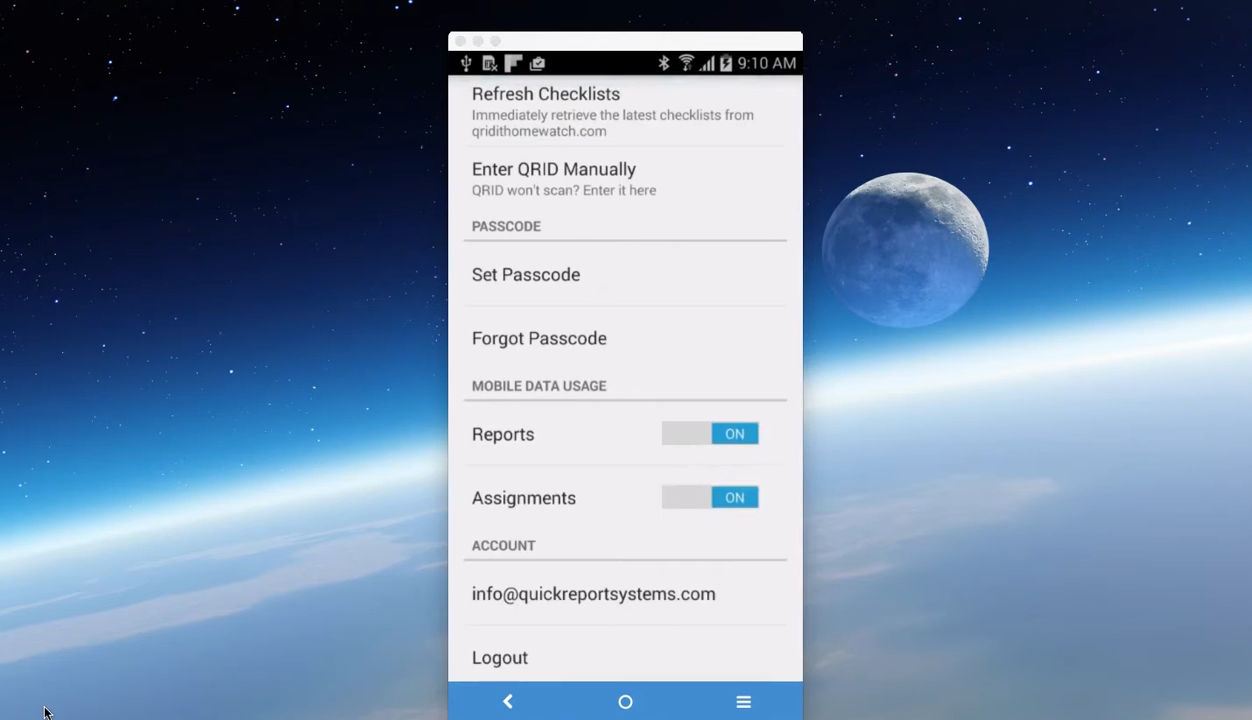 9:10 AM
Refresh Checklists
Immediately retrieve the latest checklists from
qridithomewatch.com
Enter QRID Manually
QRID won't scan? Enter it here
PASSCODE
Set Passcode
Forgot Passcode
MOBILE DATA USAGE
Reports ON
Assignments ON
ACCOUNT
info@quickreportsystems.com
Logout